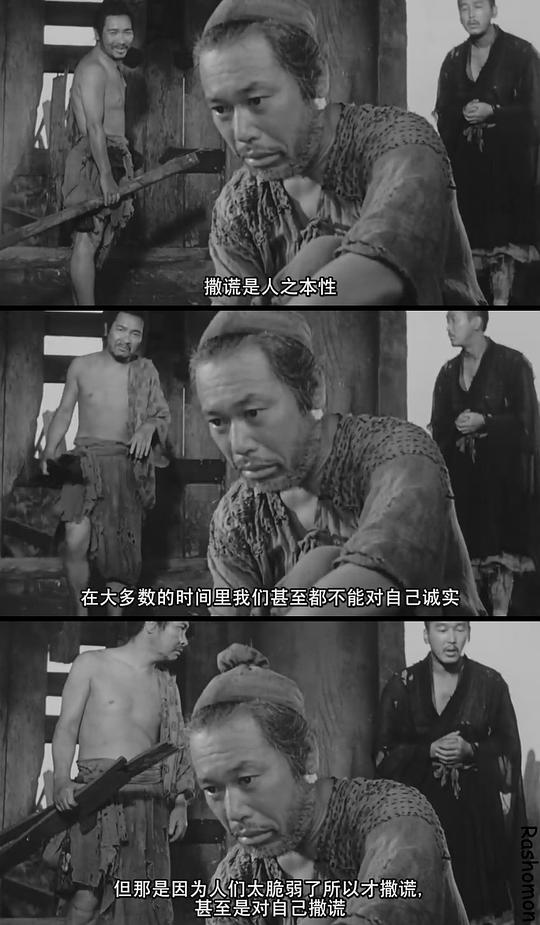 撒谎是人之本性
在大多数的时间里我们甚至都不能对自己诚实
但那是因为人们太脆弱了所以才撒谎,
甚至是对自己撒谎
Rashomon